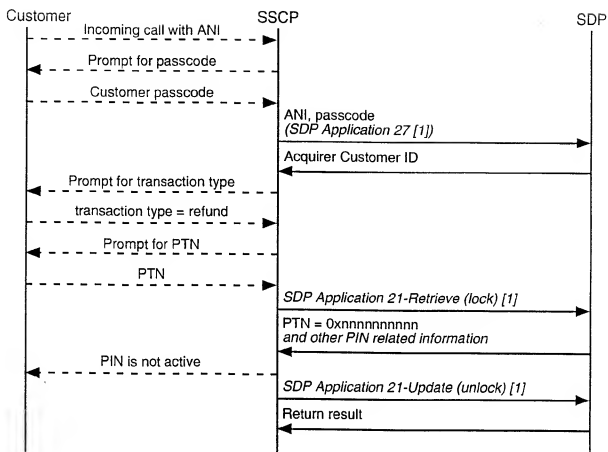 Customer
SSCP
SDP
Incoming call with ANI
Prompt for passcode
Customer passcode
ANI, passcode
(SDP Application 27 [1])
Acquirer Customer ID
Prompt for transaction type
transaction type = refund
Prompt for PTN
PTN
SDP Application 21-Retrieve (lock) [1]
PTN = 0xnnnnnnnnnn
and other PIN related information
PIN is not active
SDP Application 21-Update (unlock) [1]
Return result